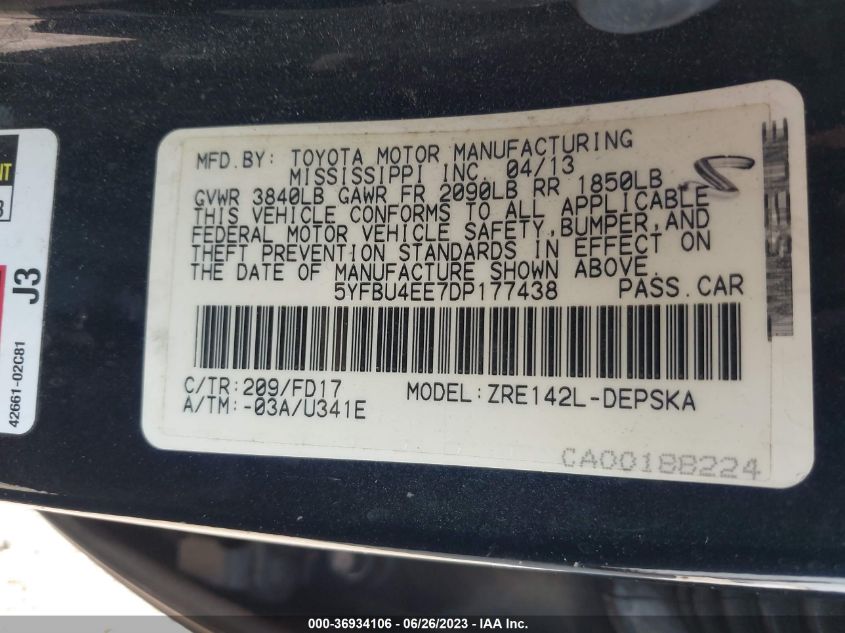 MFD.BY: TOYOTA MOTOR MANUFACTURING
MISSISSIPPI INC. 04/13
GVWR 3840LB GAWR FR 2090LB RR 1850LB
THIS VEHICLE CONFORMS TO ALL APPLICABLE
FEDERAL MOTOR VEHICLE SAFETY,BUMPER,AND
THEFT PREVENTION STANDARDS IN EFFECT ON
THE DATE OF MANUFACTURE SHOWN ABOVE.
5YFBU4EE7DP177438 PASS.CAR
C/TR:209/FD17 MODEL:ZRE142L-DEPSKA
A/TM:-03A/U341E
CA00188224
J3
42661-02C81
000-36934106 / 06/26/2023 - IAA Inc.